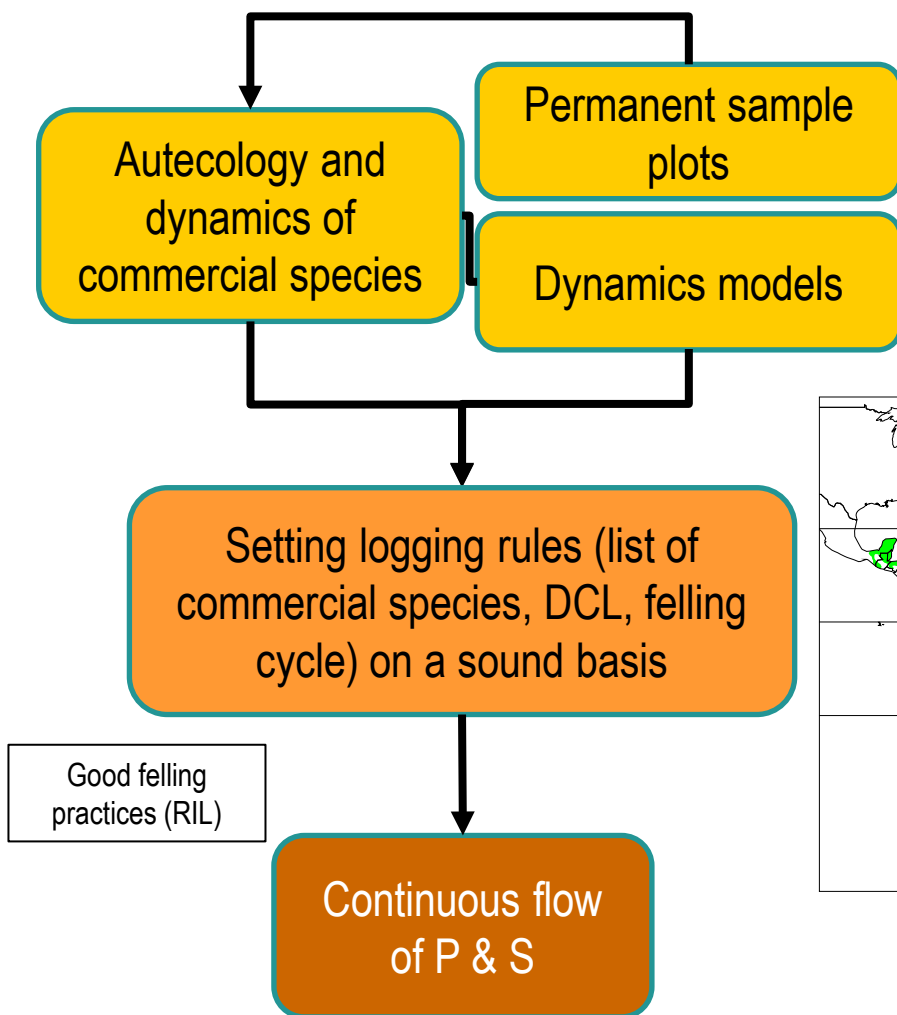 Permanent sample
plots
Autecology and
dynamics of
commercial species
Dynamics models
Setting logging rules (list of
commercial species, DCL, felling
cycle) on a sound basis
Good felling
practices (RIL)
Continuous flow
of P & S